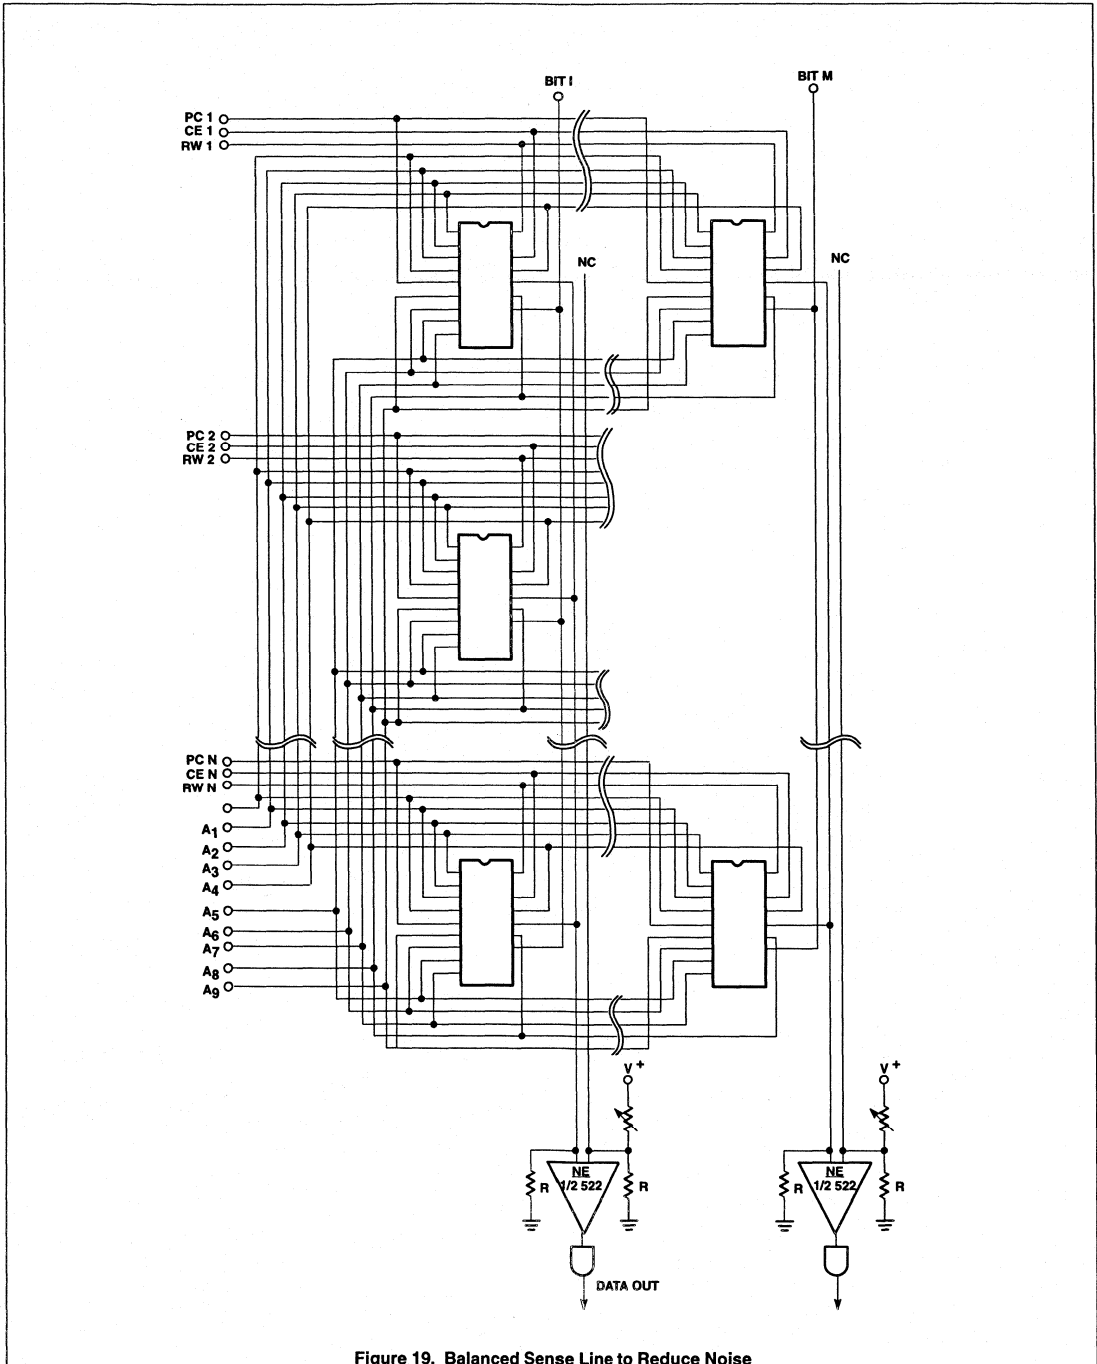 BIT I
BIT M
PC 1
CE 1
RW 1
NC
NC
PC 2
CE 2
RW 2
PC N
CE N
RW N
A1
A2
A3
A4
A5
A6
A7
A8
A9
V+
V+
NE
1/2 522
R
R
NE
1/2 522
R
R
DATA OUT
Figure 19. Balanced Sense Line to Reduce Noise